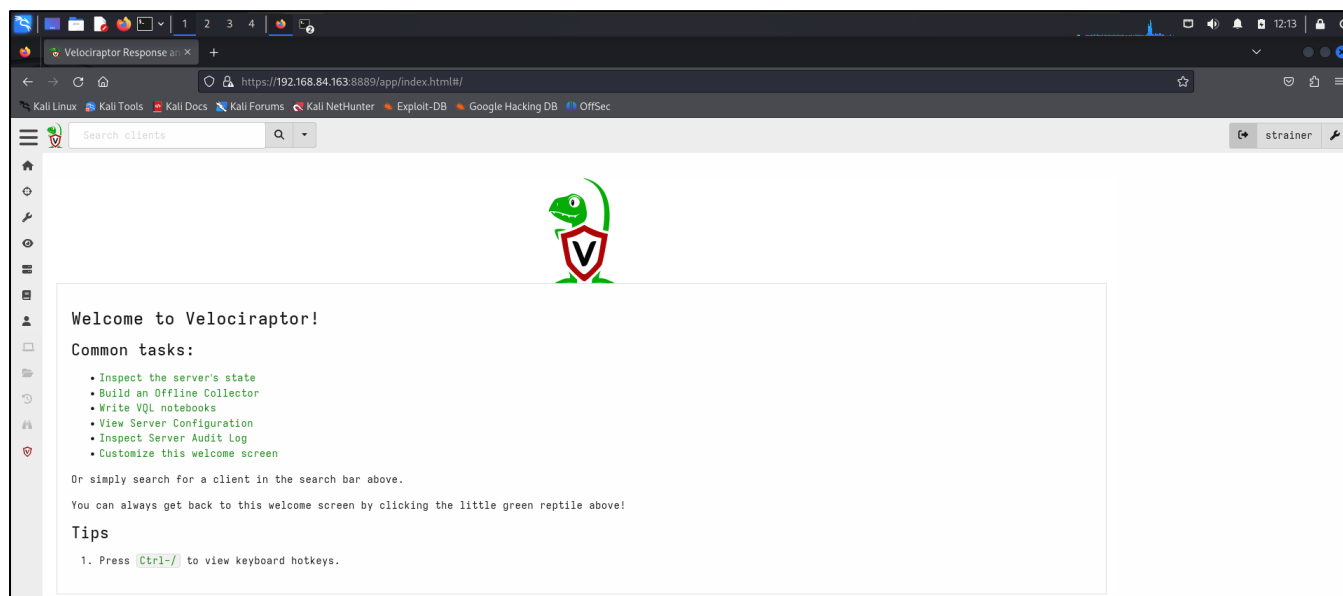 1 2 3 4 2 12:13
Velociraptor Response an × +
https://192.168.84.163:8889/app/index.html#/
Kali Linux Kali Tools Kali Docs Kali Forums Kali NetHunter Exploit-DB Google Hacking DB OffSec
Search clients strainer
V
Welcome to Velociraptor!
Common tasks:
• Inspect the server's state
• Build an Offline Collector
• Write VQL notebooks
• View Server Configuration
• Inspect Server Audit Log
• Customize this welcome screen
Or simply search for a client in the search bar above.
You can always get back to this welcome screen by clicking the little green reptile above!
Tips
1. Press Ctrl-/ to view keyboard hotkeys.